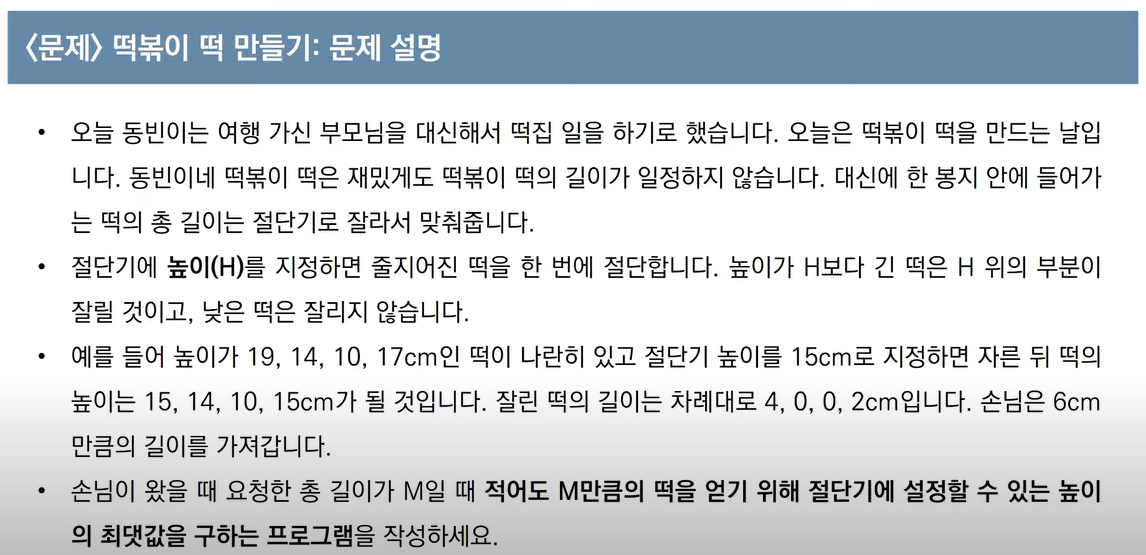 <문제> 떡볶이 떡 만들기: 문제 설명
• 오늘 동빈이는 여행 가신 부모님을 대신해서 떡집 일을 하기로 했습니다. 오늘은 떡볶이 떡을 만드는 날입
니다. 동빈이네 떡볶이 떡은 재밌게도 떡볶이 떡의 길이가 일정하지 않습니다. 대신에 한 봉지 안에 들어가
는 떡의 총 길이는 절단기로 잘라서 맞춰줍니다.
• 절단기에 높이(H)를 지정하면 줄지어진 떡을 한 번에 절단합니다. 높이가 H보다 긴 떡은 H 위의 부분이
잘릴 것이고, 낮은 떡은 잘리지 않습니다.
• 예를 들어 높이가 19, 14, 10, 17cm인 떡이 나란히 있고 절단기 높이를 15cm로 지정하면 자른 뒤 떡의
높이는 15, 14, 10, 15cm가 될 것입니다. 잘린 떡의 길이는 차례대로 4, 0, 0, 2cm입니다. 손님은 6cm
만큼의 길이를 가져갑니다.
• 손님이 왔을 때 요청한 총 길이가 M일 때 적어도 M만큼의 떡을 얻기 위해 절단기에 설정할 수 있는 높이
의 최댓값을 구하는 프로그램을 작성하세요.